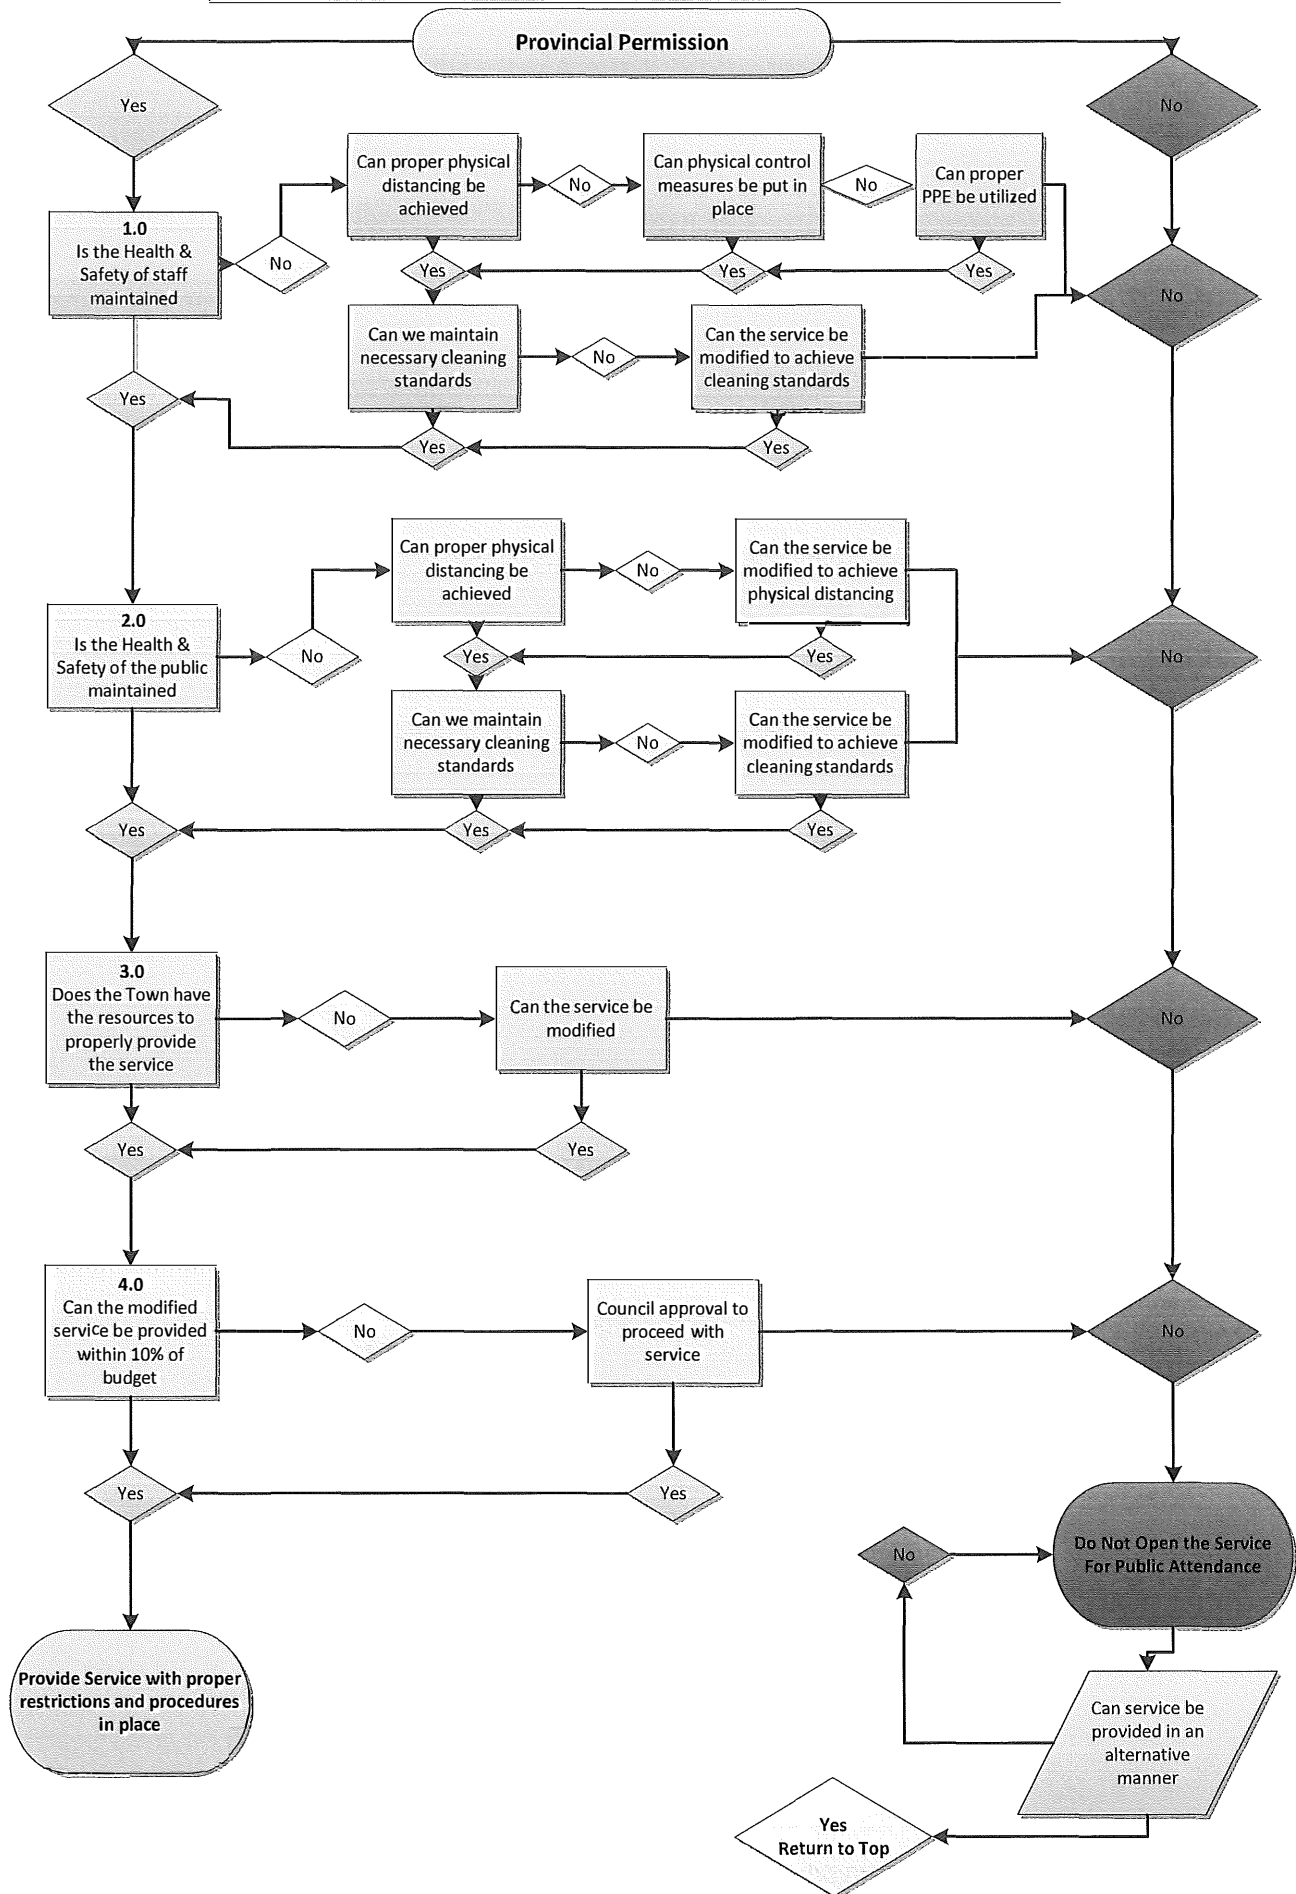 Provincial Permission
Yes
No
Can proper physical
distancing be
achieved
No
Can physical control
measures be put in
place
No
Can proper
PPE be utilized
1.0
Is the Health &
Safety of staff
maintained
No
Yes
Yes
Yes
No
Can we maintain
necessary cleaning
standards
No
Can the service be
modified to achieve
cleaning standards
Yes
Yes
Yes
Can proper physical
distancing be
achieved
No
Can the service be
modified to achieve
physical distancing
2.0
Is the Health &
Safety of the public
maintained
No
Yes
Yes
No
Can we maintain
necessary cleaning
standards
No
Can the service be
modified to achieve
cleaning standards
Yes
Yes
Yes
3.0
Does the Town have
the resources to
properly provide
the service
No
Can the service be
modified
No
Yes
Yes
4.0
Can the modified
service be provided
within 10% of
budget
No
Council approval to
proceed with
service
No
Yes
Yes
No
Do Not Open the Service
For Public Attendance
Provide Service with proper
restrictions and procedures
in place
Can service be
provided in an
alternative
manner
Yes
Return to Top